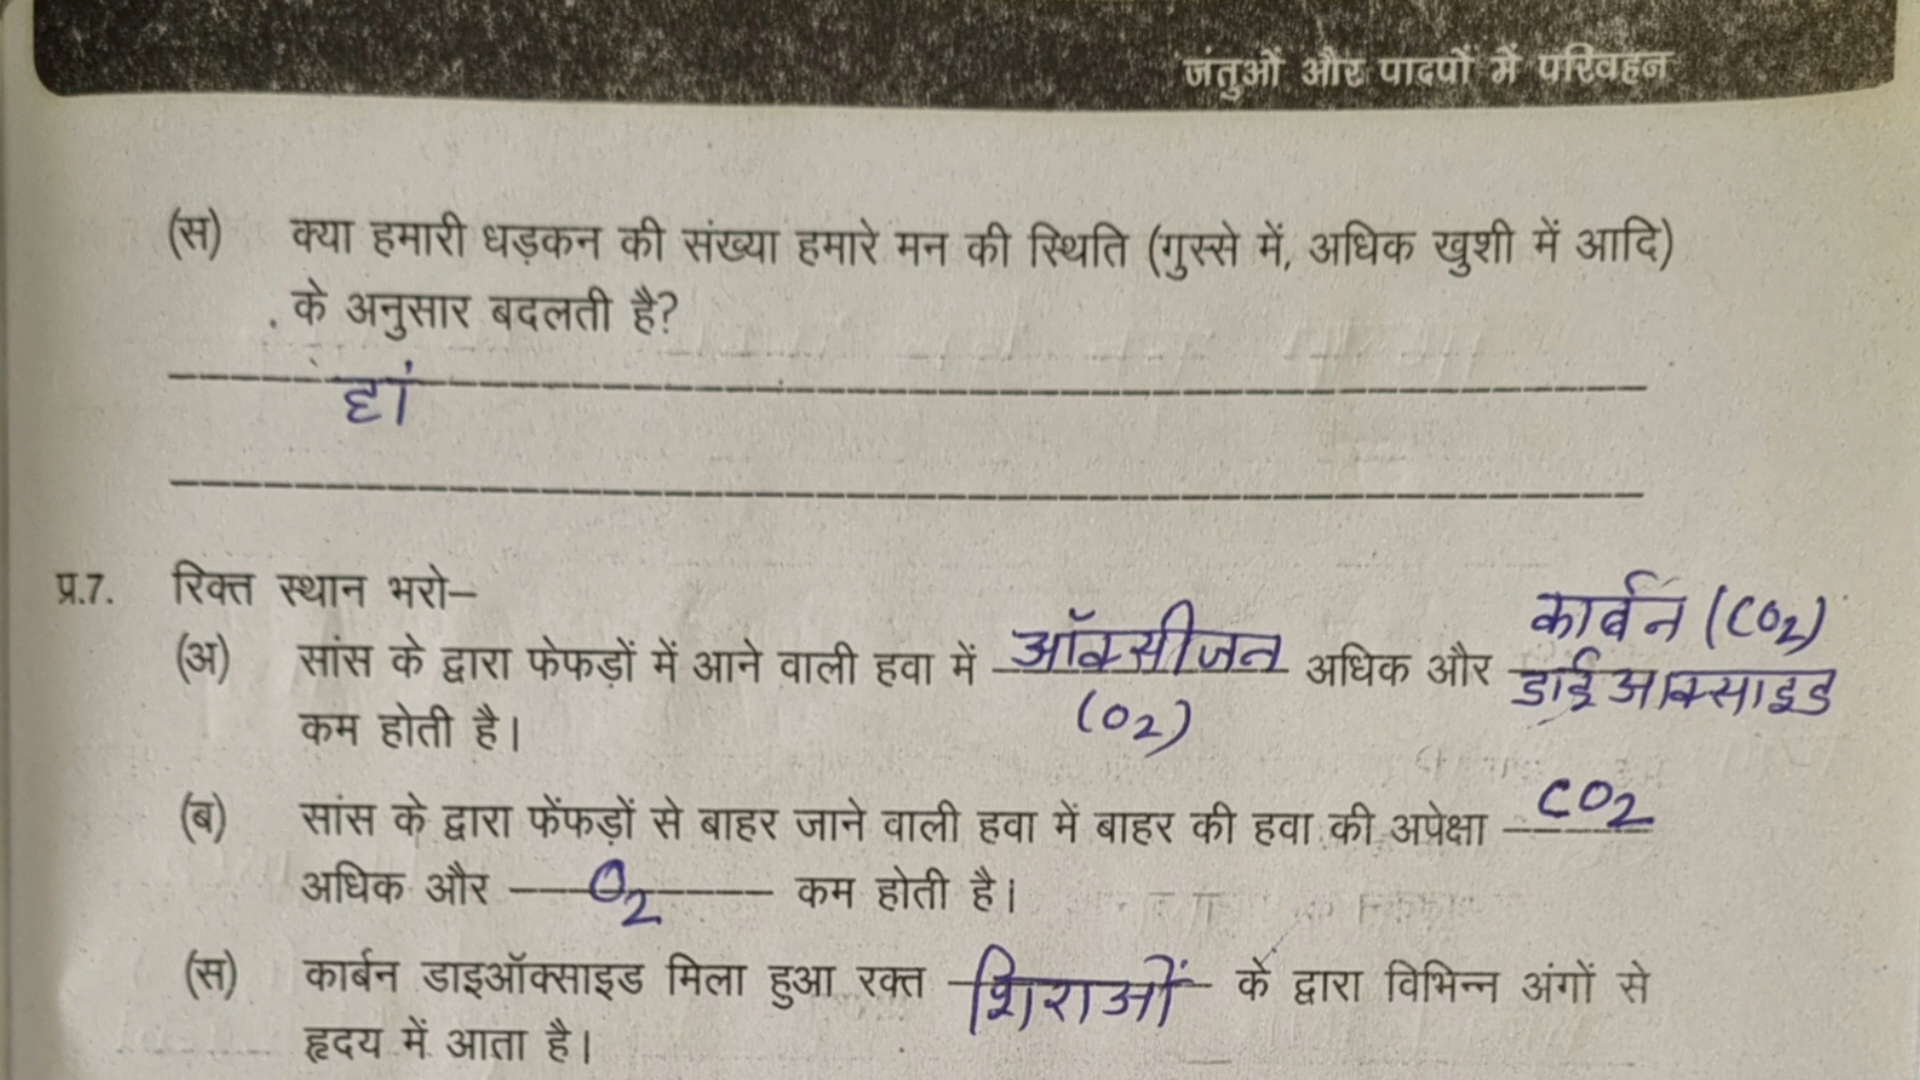 जंतुओं और पादपों में परिवहन
(स) क्या हमारी धड़कन की संख्या हमारे मन की स्थिति (गुस्से में, अधिक खुशी में आदि)
के अनुसार बदलती है?
हां
प्र.7. रिक्त स्थान भरो–
(अ) सांस के द्वारा फेफड़ों में आने वाली हवा में ऑक्सीजन (O2) अधिक और कार्बन (CO2) डाई आक्साइड
कम होती है।
(ब) सांस के द्वारा फेंफड़ों से बाहर जाने वाली हवा में बाहर की हवा की अपेक्षा CO2
अधिक और O2 कम होती है।
(स) कार्बन डाइऑक्साइड मिला हुआ रक्त शिराओं के द्वारा विभिन्न अंगों से
हृदय में आता है।